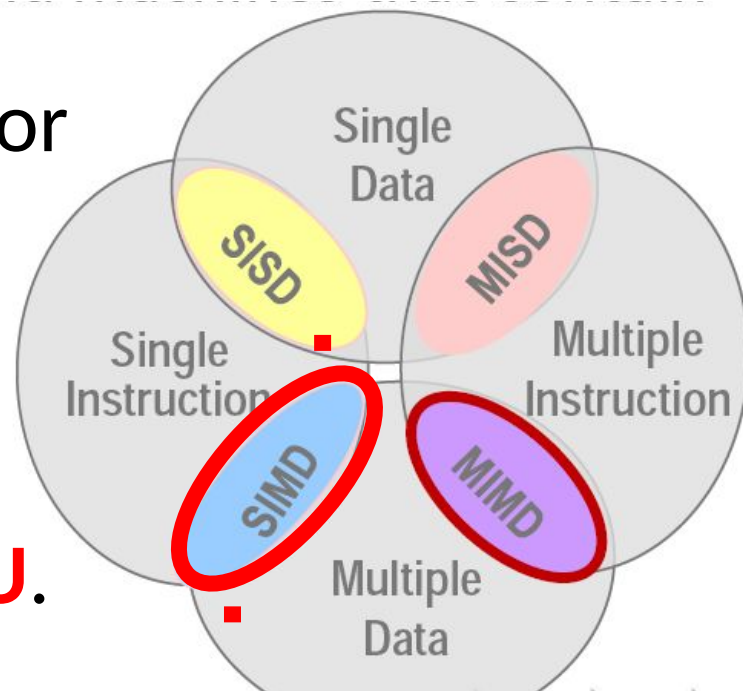 or
Single
Data
SISD
MISD
Single
Instruction
Multiple
Instruction
SIMD
MIMD
U.
Multiple
Data